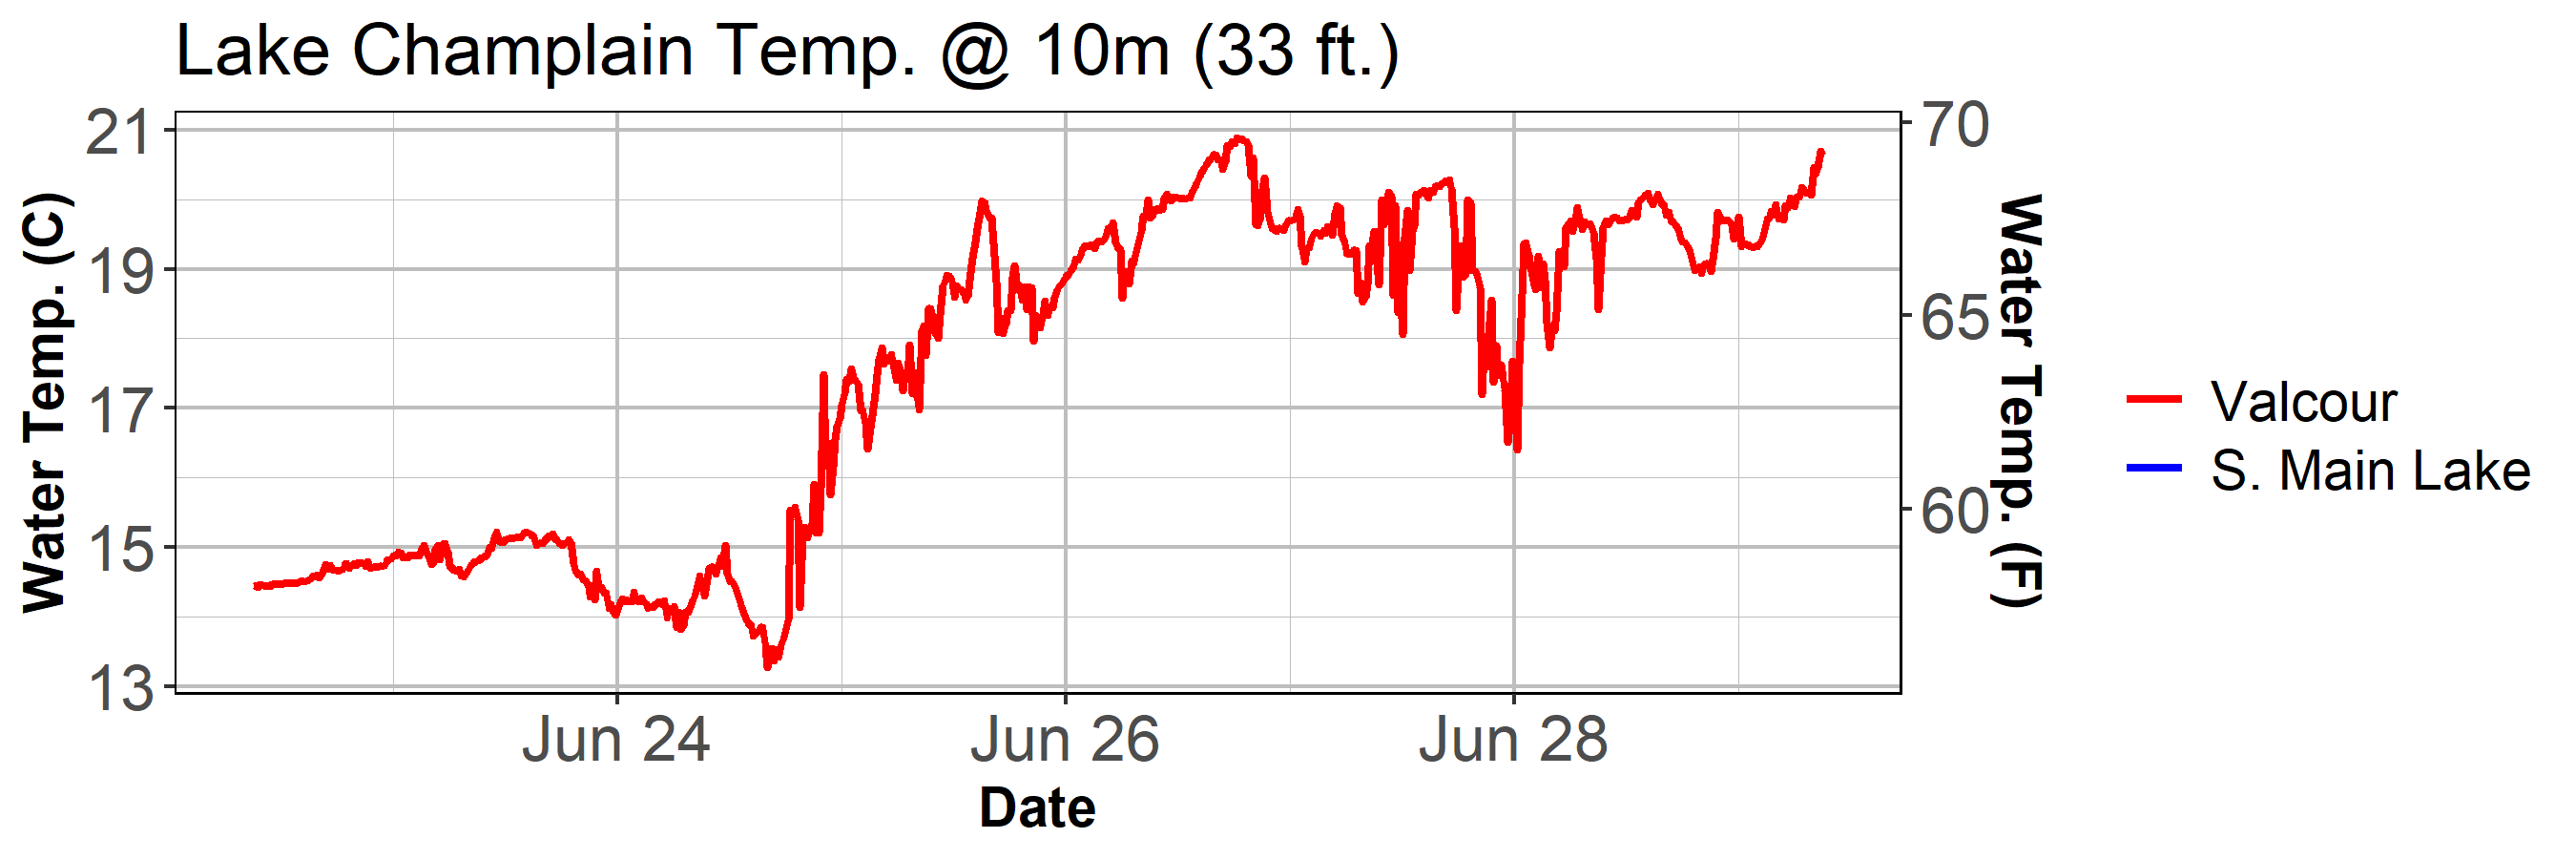 Lake Champlain Temp. @ 10m (33 ft.)
Water Temp. (C)
21
19
17
15
13
70
65
60
Water Temp. (F)
Jun 24
Jun 26
Jun 28
Date
Valcour
S. Main Lake